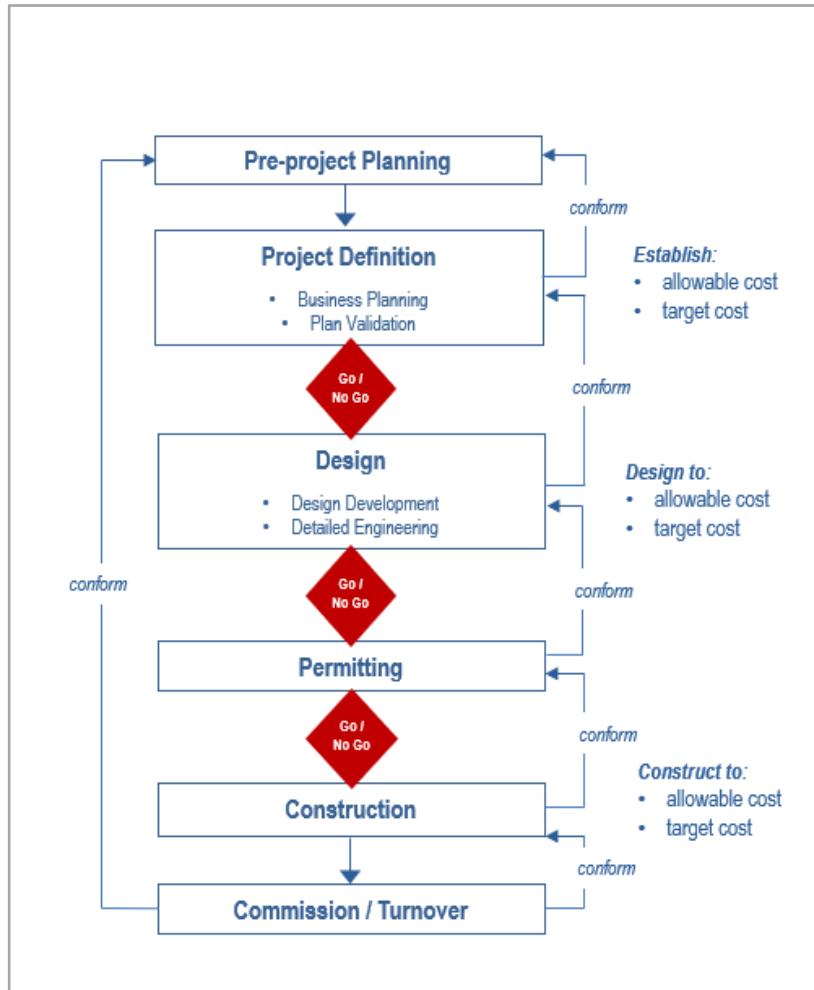 Pre-project Planning
conform
Project Definition
• Business Planning
• Plan Validation
Establish:
• allowable cost
• target cost
Go /
No Go
conform
Design
• Design Development
• Detailed Engineering
Design to:
• allowable cost
• target cost
conform
Go /
No Go
conform
Permitting
Go /
No Go
conform
Construct to:
• allowable cost
• target cost
Construction
conform
Commission / Turnover